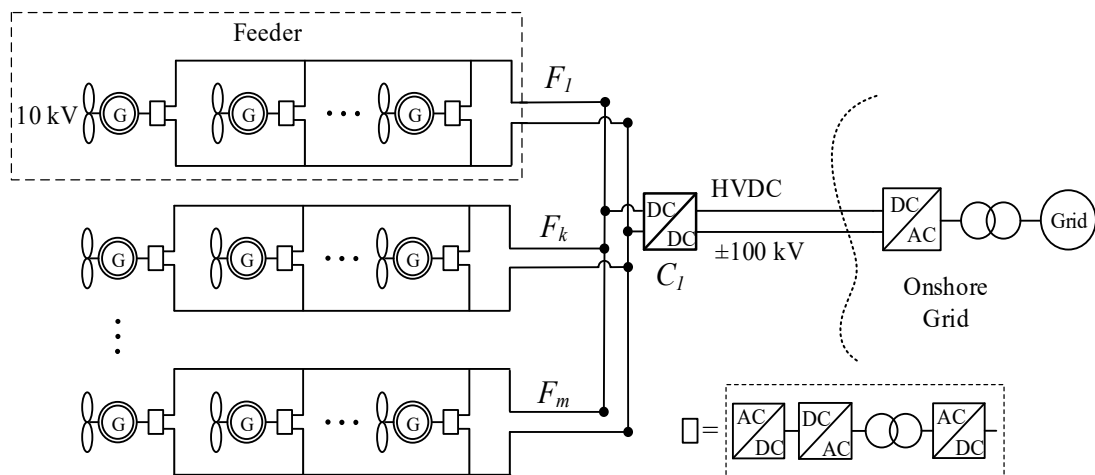 Feeder
10 kV
G
G
...
G
F1
Fk
Fm
G
G
...
G
G
G
...
G
DC
DC
C1
HVDC
±100 kV
DC
AC
Grid
Onshore
Grid
=
AC
DC
DC
AC
AC
DC